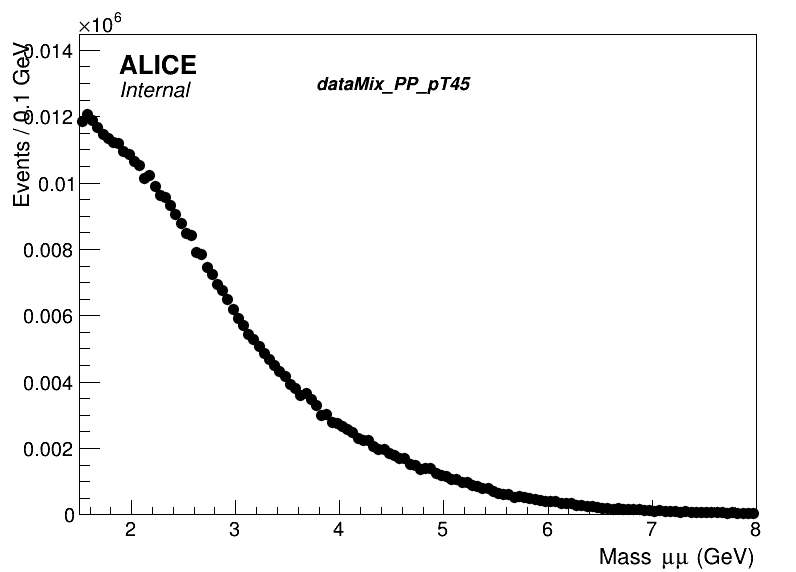 ×10⁶
Events / 0.1 GeV
0.014
0.012
0.01
0.008
0.006
0.004
0.002
0
ALICE
Internal
dataMix_PP_pT45
2 3 4 5 6 7 8
Mass μμ (GeV)